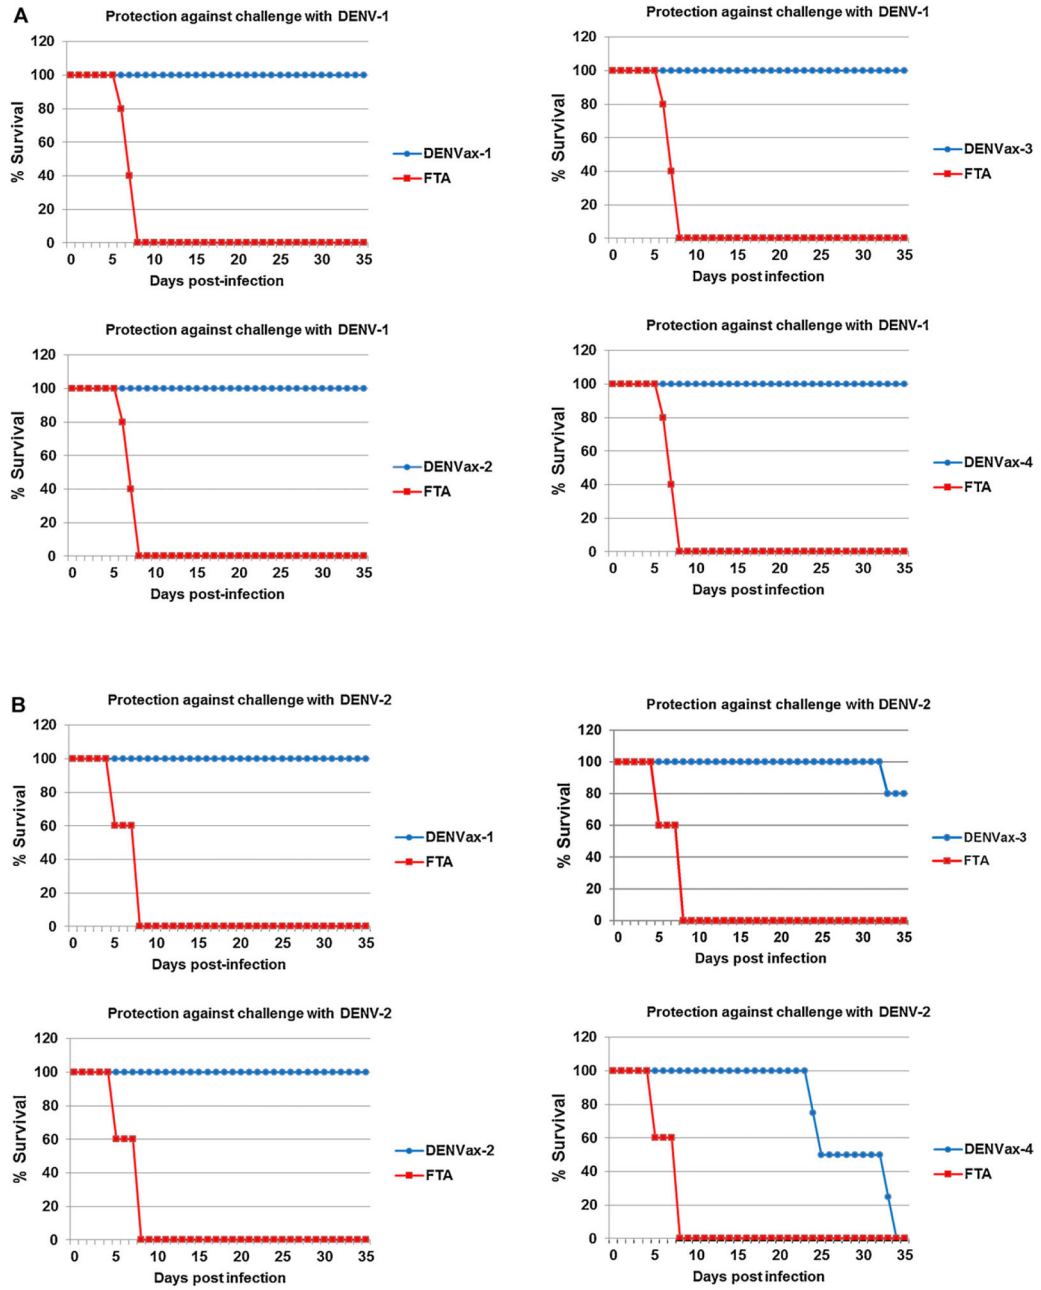 A
Protection against challenge with DENV-1
120
100
80
60
40
20
0
% Survival
0 5 10 15 20 25 30 35
Days post-infection
DENVax-1
FTA
Protection against challenge with DENV-1
120
100
80
60
40
20
0
% Survival
0 5 10 15 20 25 30 35
Days post infection
DENVax-3
FTA
Protection against challenge with DENV-1
120
100
80
60
40
20
0
% Survival
0 5 10 15 20 25 30 35
Days post-infection
DENVax-2
FTA
Protection against challenge with DENV-1
120
100
80
60
40
20
0
% Survival
0 5 10 15 20 25 30 35
Days post infection
DENVax-4
FTA
B
Protection against challenge with DENV-2
120
100
80
60
40
20
0
% Survival
0 5 10 15 20 25 30 35
Days post-infection
DENVax-1
FTA
Protection against challenge with DENV-2
120
100
80
60
40
20
0
% Survival
0 5 10 15 20 25 30 35
Days post infection
DENVax-3
FTA
Protection against challenge with DENV-2
120
100
80
60
40
20
0
% Survival
0 5 10 15 20 25 30 35
Days post infection
DENVax-2
FTA
Protection against challenge with DENV-2
120
100
80
60
40
20
0
% Survival
0 5 10 15 20 25 30 35
Days post infection
DENVax-4
FTA